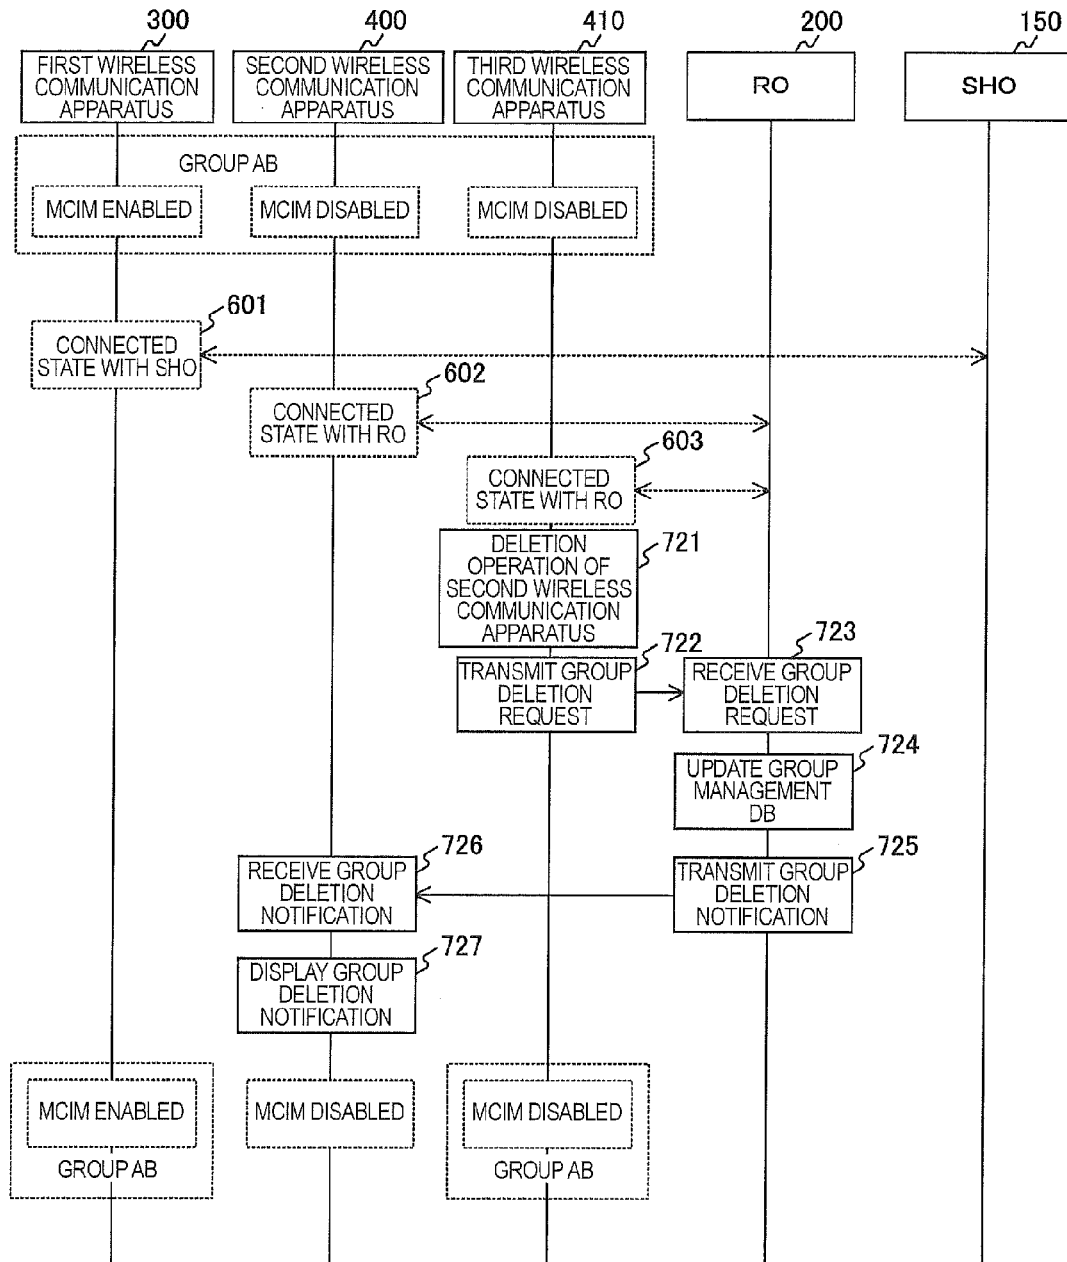 300
400
410
200
150
FIRST WIRELESS
COMMUNICATION
APPARATUS
SECOND WIRELESS
COMMUNICATION
APPARATUS
THIRD WIRELESS
COMMUNICATION
APPARATUS
RO
SHO
GROUP AB
MCIM ENABLED
MCIM DISABLED
MCIM DISABLED
601
CONNECTED
STATE WITH SHO
602
CONNECTED
STATE WITH RO
603
CONNECTED
STATE WITH RO
721
DELETION
OPERATION OF
SECOND WIRELESS
COMMUNICATION
APPARATUS
722
TRANSMIT GROUP
DELETION
REQUEST
723
RECEIVE GROUP
DELETION
REQUEST
724
UPDATE GROUP
MANAGEMENT
DB
725
TRANSMIT GROUP
DELETION
NOTIFICATION
726
RECEIVE GROUP
DELETION
NOTIFICATION
727
DISPLAY GROUP
DELETION
NOTIFICATION
MCIM ENABLED
GROUP AB
MCIM DISABLED
MCIM DISABLED
GROUP AB